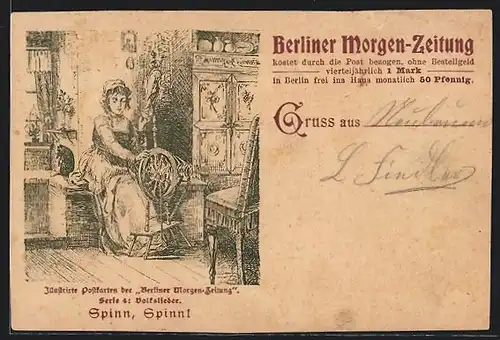 Berliner Morgen-Zeitung
kostet durch die Post bezogen, ohne Bestellgeld
vierteljährlich 1 Mark
in Berlin frei ins Haus monatlich 50 Pfennig.
Gruss aus
L Findler
Illustrirte Postkarten der „Berliner Morgen-Zeitung".
Serie 4: Volkslieder.
Spinn, Spinn!